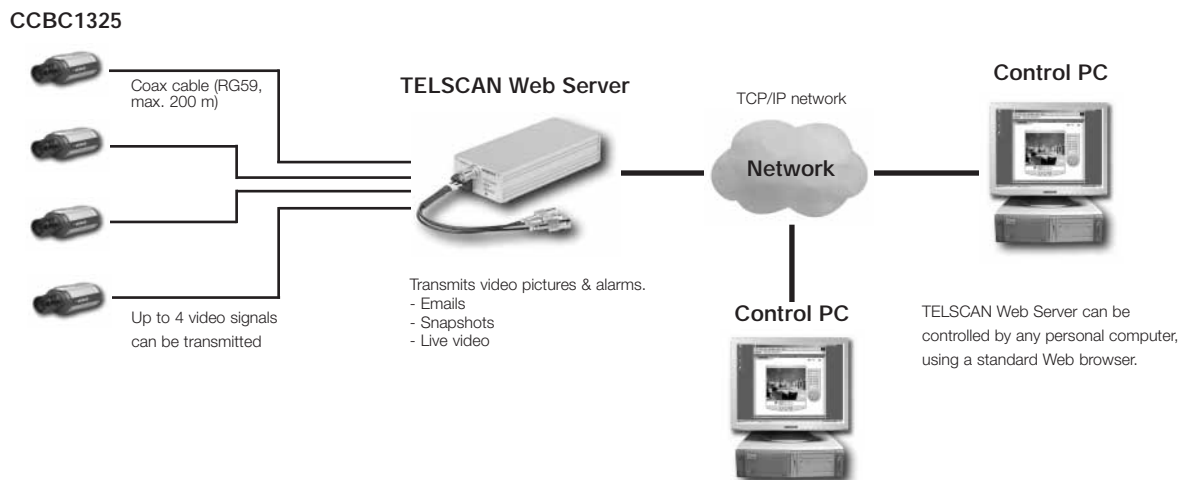 CCBC1325
Coax cable (RG59,
max. 200 m)
Up to 4 video signals
can be transmitted
TELSCAN Web Server
Transmits video pictures & alarms.
- Emails
- Snapshots
- Live video
TCP/IP network
Network
Control PC
Control PC
TELSCAN Web Server can be
controlled by any personal computer,
using a standard Web browser.